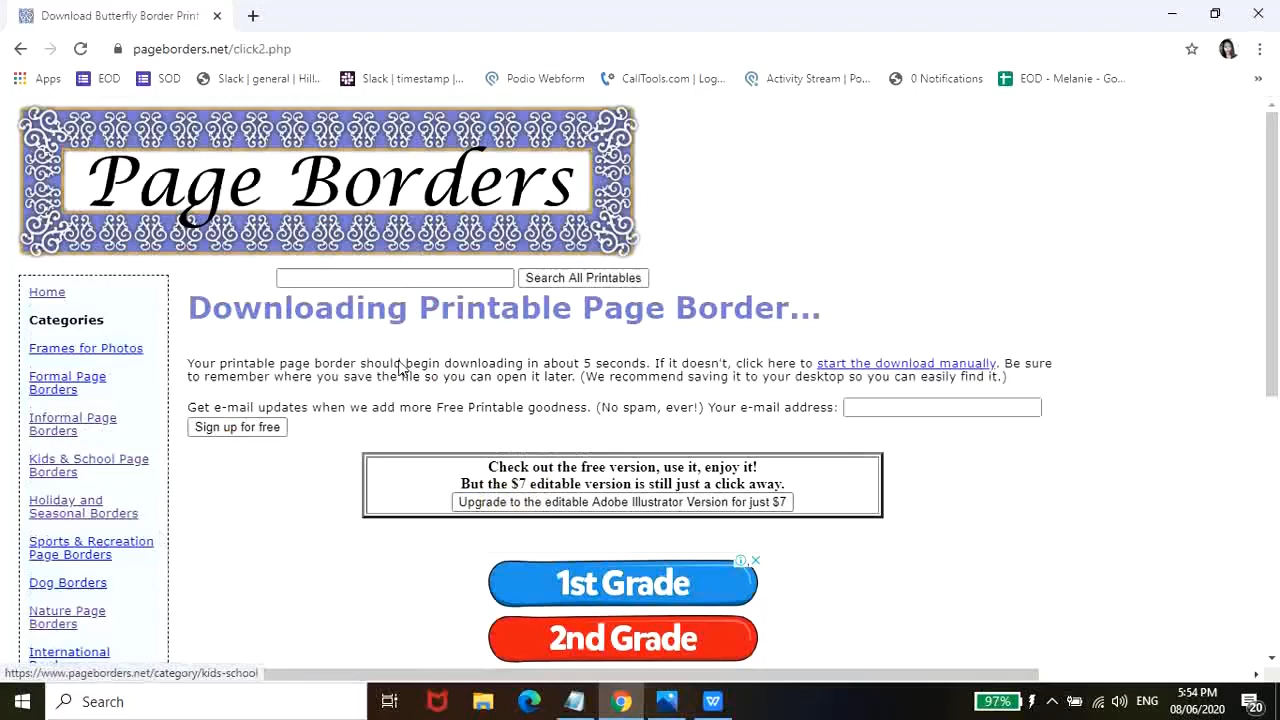 Download Butterfly Border Print
pageborders.net/click2.php
Apps
EOD
SOD
Slack | general | Hill...
Slack | timestamp |...
Podio Webform
CallTools.com | Log...
Activity Stream | Po...
0 Notifications
EOD - Melanie - Go...
»
Page Borders
Search All Printables
Home
Categories
Frames for Photos
Formal Page
Borders
Informal Page
Borders
Kids & School Page
Borders
Holiday and
Seasonal Borders
Sports & Recreation
Page Borders
Dog Borders
Nature Page
Borders
International
Downloading Printable Page Border...
Your printable page border should begin downloading in about 5 seconds. If it doesn't, click here to start the download manually. Be sure
to remember where you save the file so you can open it later. (We recommend saving it to your desktop so you can easily find it.)
Get e-mail updates when we add more Free Printable goodness. (No spam, ever!) Your e-mail address:
Sign up for free
Check out the free version, use it, enjoy it!
But the $7 editable version is still just a click away.
Upgrade to the editable Adobe Illustrator Version for just $7
1st Grade
2nd Grade
https://www.pageborders.net/category/kids-school
Search
97%
ENG
5:54 PM
08/06/2020
20